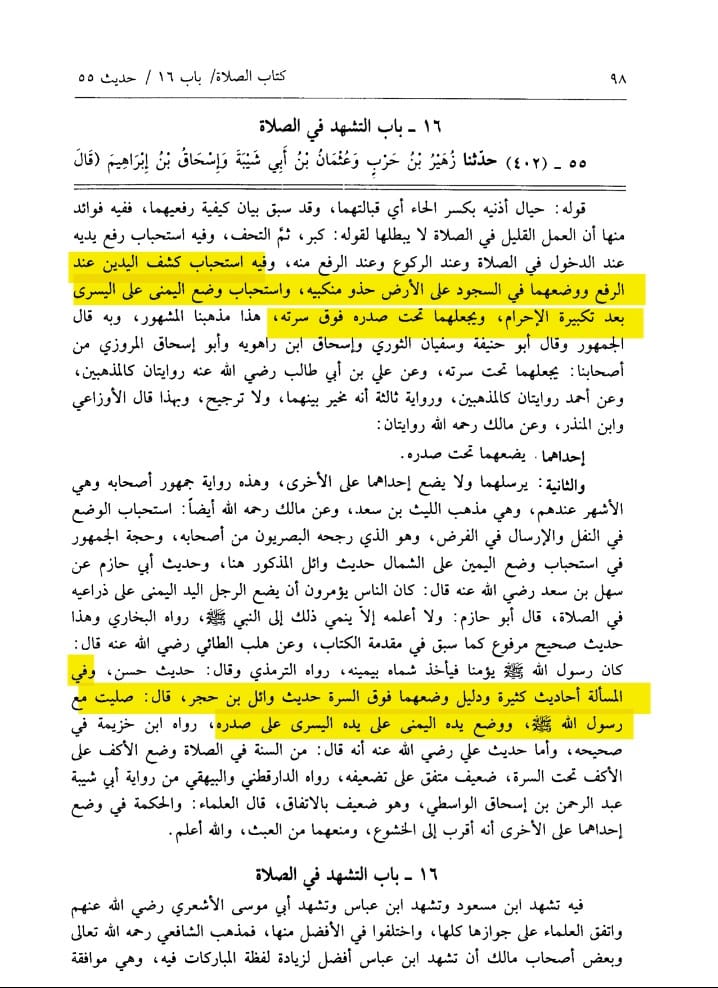 ٩٨ كتاب الصلاة/ باب ١٦ / حديث ٥٥
١٦ ـ باب التشهد في الصلاة
٥٥ ـ (٤٠٢) حدّثنا زُهَيْرُ بْنُ حَرْبٍ وَعُثْمَانُ بْنُ أَبِي شَيْبَةَ وَإِسْحَاقُ بْنُ إِبْرَاهِيمَ (قَالَ
قوله: حيال أذنيه بكسر الحاء أي قبالتهما، وقد سبق بيان كيفية رفعيهما، ففيه فوائد
منها أن العمل القليل في الصلاة لا يبطلها لقوله: كبر، ثمَّ التحف، وفيه استحباب رفع يديه
عند الدخول في الصلاة وعند الركوع وعند الرفع منه، وفيه استحباب كشف اليدين عند
الرفع ووضعهما في السجود على الأرض حذو منكبيه، واستحباب وضع اليمنى على اليسرى
بعد تكبيرة الإحرام، ويجعلهما تحت صدره فوق سرته، هذا مذهبنا المشهور، وبه قال
الجمهور وقال أبو حنيفة وسفيان الثوري وإسحاق ابن راهويه وأبو إسحاق المروزي من
أصحابنا: يجعلهما تحت سرته، وعن علي بن أبي طالب رضي الله عنه روايتان كالمذهبين،
وعن أحمد روايتان كالمذهبين، ورواية ثالثة أنه مخير بينهما، ولا ترجيح، وبهذا قال الأوزاعي
وابن المنذر، وعن مالك رحمه الله روايتان:
إحداهما. يضعهما تحت صدره.
والثانية: يرسلهما ولا يضع إحداهما على الأخرى، وهذه رواية جمهور أصحابه وهي
الأشهر عندهم، وهي مذهب الليث بن سعد، وعن مالك رحمه الله أيضاً: استحباب الوضع
في النفل والإرسال في الفرض، وهو الذي رجحه البصريون من أصحابه، وحجة الجمهور
في استحباب وضع اليمين على الشمال حديث وائل المذكور هنا، وحديث أبي حازم عن
سهل بن سعد رضي الله عنه قال: كان الناس يؤمرون أن يضع الرجل اليد اليمنى على ذراعيه
في الصلاة، قال أبو حازم: ولا أعلمه إلاّ ينمي ذلك إلى النبي ﷺ، رواه البخاري وهذا
حديث صحيح مرفوع كما سبق في مقدمة الكتاب، وعن هلب الطائي رضي الله عنه قال:
كان رسول الله ﷺ يؤمنا فيأخذ شماه بيمينه، رواه الترمذي وقال: حديث حسن، وفي
المسألة أحاديث كثيرة ودليل وضعهما فوق السرة حديث وائل بن حجر، قال: صليت مع
رسول الله ﷺ، ووضع يده اليمنى على يده اليسرى على صدره، رواه ابن خزيمة في
صحيحه، وأما حديث علي رضي الله عنه أنه قال: من السنة في الصلاة وضع الأكف على
الأكف تحت السرة، ضعيف متفق على تضعيفه، رواه الدارقطني والبيهقي من رواية أبي شيبة
عبد الرحمن بن إسحاق الواسطي، وهو ضعيف بالاتفاق، قال العلماء: والحكمة في وضع
إحداهما على الأخرى أنه أقرب إلى الخشوع، ومنعهما من العبث، والله أعلم.
١٦ ـ باب التشهد في الصلاة
فيه تشهد ابن مسعود وتشهد ابن عباس وتشهد أبي موسى الأشعري رضي الله عنهم
واتفق العلماء على جوازها كلها، واختلفوا في الأفضل منها، فمذهب الشافعي رحمه الله تعالى
وبعض أصحاب مالك أن تشهد ابن عباس أفضل لزيادة لفظة المباركات فيه، وهي موافقة